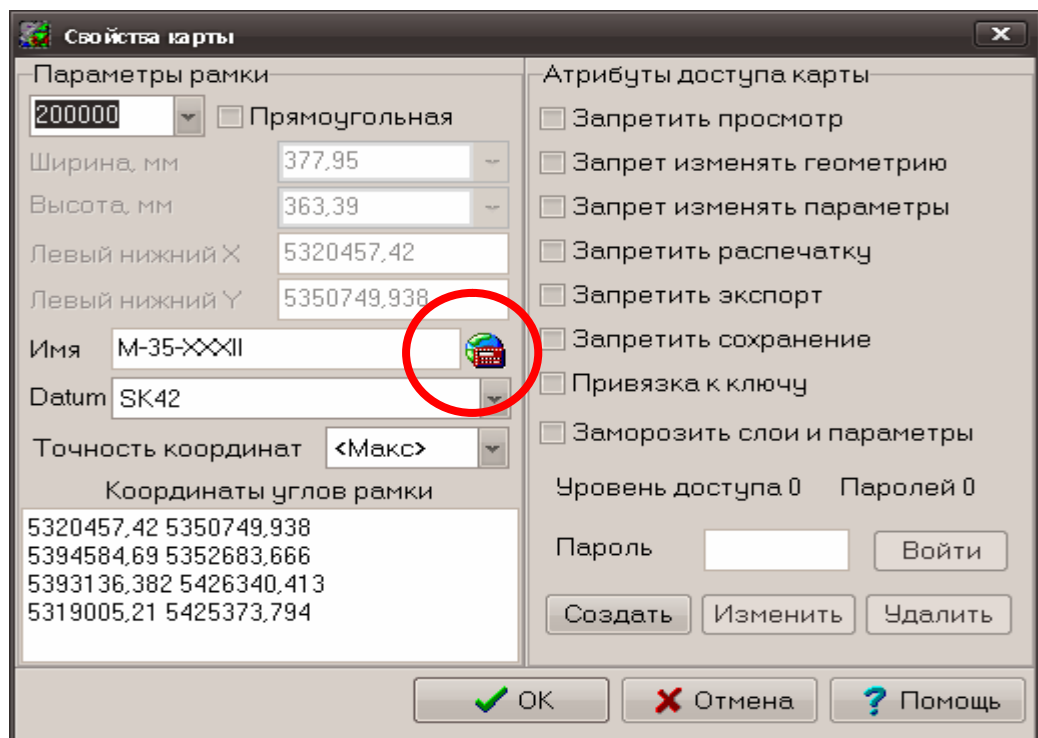 Свойства карты
Параметры рамки
200000 Прямоугольная
Ширина, мм 377,95
Высота, мм 363,39
Левый нижний X 5320457,42
Левый нижний Y 5350749,938
Имя M-35-XXXII
Datum SK42
Точность координат <Макс>
Координаты углов рамки
5320457,42 5350749,938
5394584,69 5352683,666
5393136,382 5426340,413
5319005,21 5425373,794
Атрибуты доступа карты
Запретить просмотр
Запрет изменять геометрию
Запрет изменять параметры
Запретить распечатку
Запретить экспорт
Запретить сохранение
Привязка к ключу
Заморозить слои и параметры
Уровень доступа 0 Паролей 0
Пароль Войти
Создать Изменить Удалить
OK Отмена ? Помощь